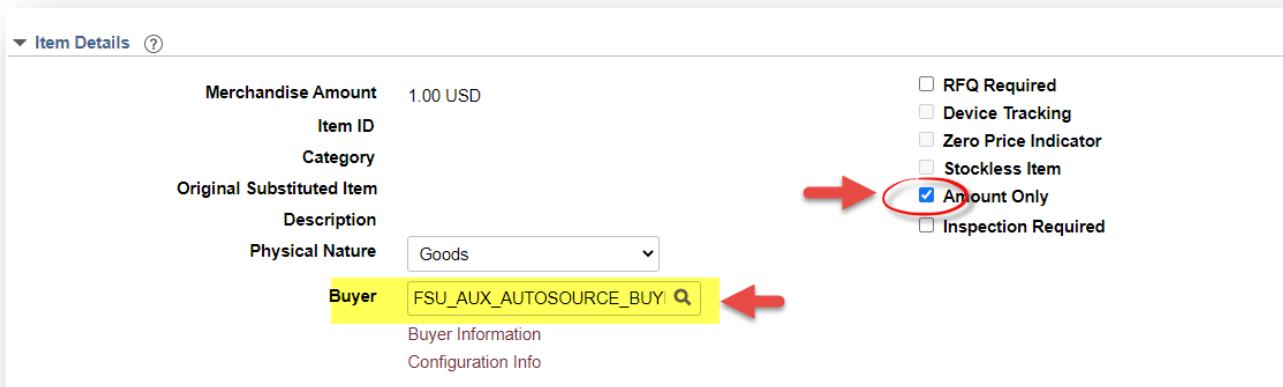 Item Details ?
Merchandise Amount 1.00 USD
Item ID
Category
Original Substituted Item
Description
Physical Nature Goods
Buyer FSU_AUX_AUTOSOURCE_BUYI
Buyer Information
Configuration Info
RFQ Required
Device Tracking
Zero Price Indicator
Stockless Item
Amount Only
Inspection Required